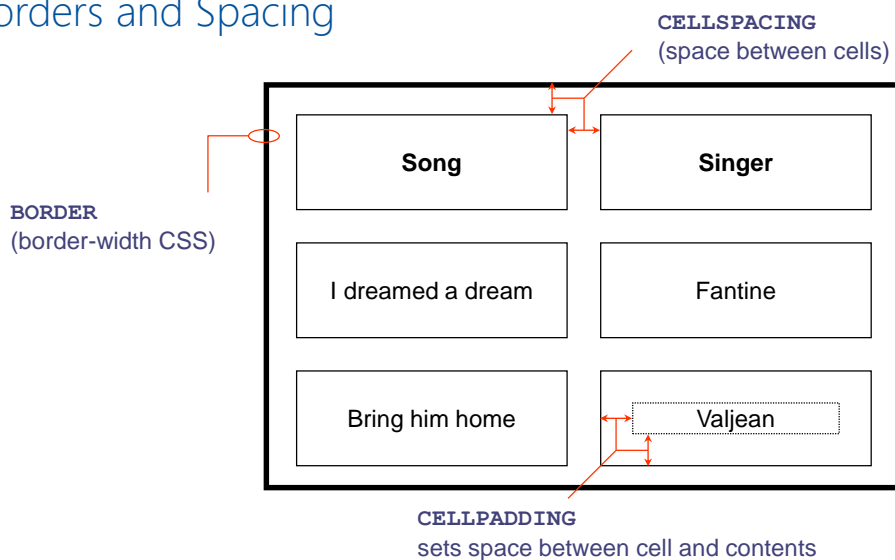 orders and Spacing
CELLSPACING
(space between cells)
Song
Singer
BORDER
(border-width CSS)
I dreamed a dream
Fantine
Bring him home
Valjean
CELLPADDING
sets space between cell and contents